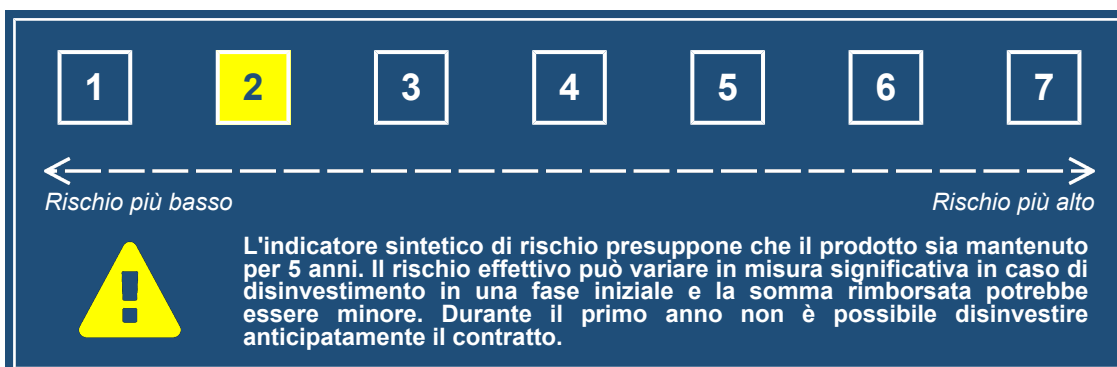 1 2 3 4 5 6 7
Rischio più basso Rischio più alto
L'indicatore sintetico di rischio presuppone che il prodotto sia mantenuto
per 5 anni. Il rischio effettivo può variare in misura significativa in caso di
disinvestimento in una fase iniziale e la somma rimborsata potrebbe
essere minore. Durante il primo anno non è possibile disinvestire
anticipatamente il contratto.